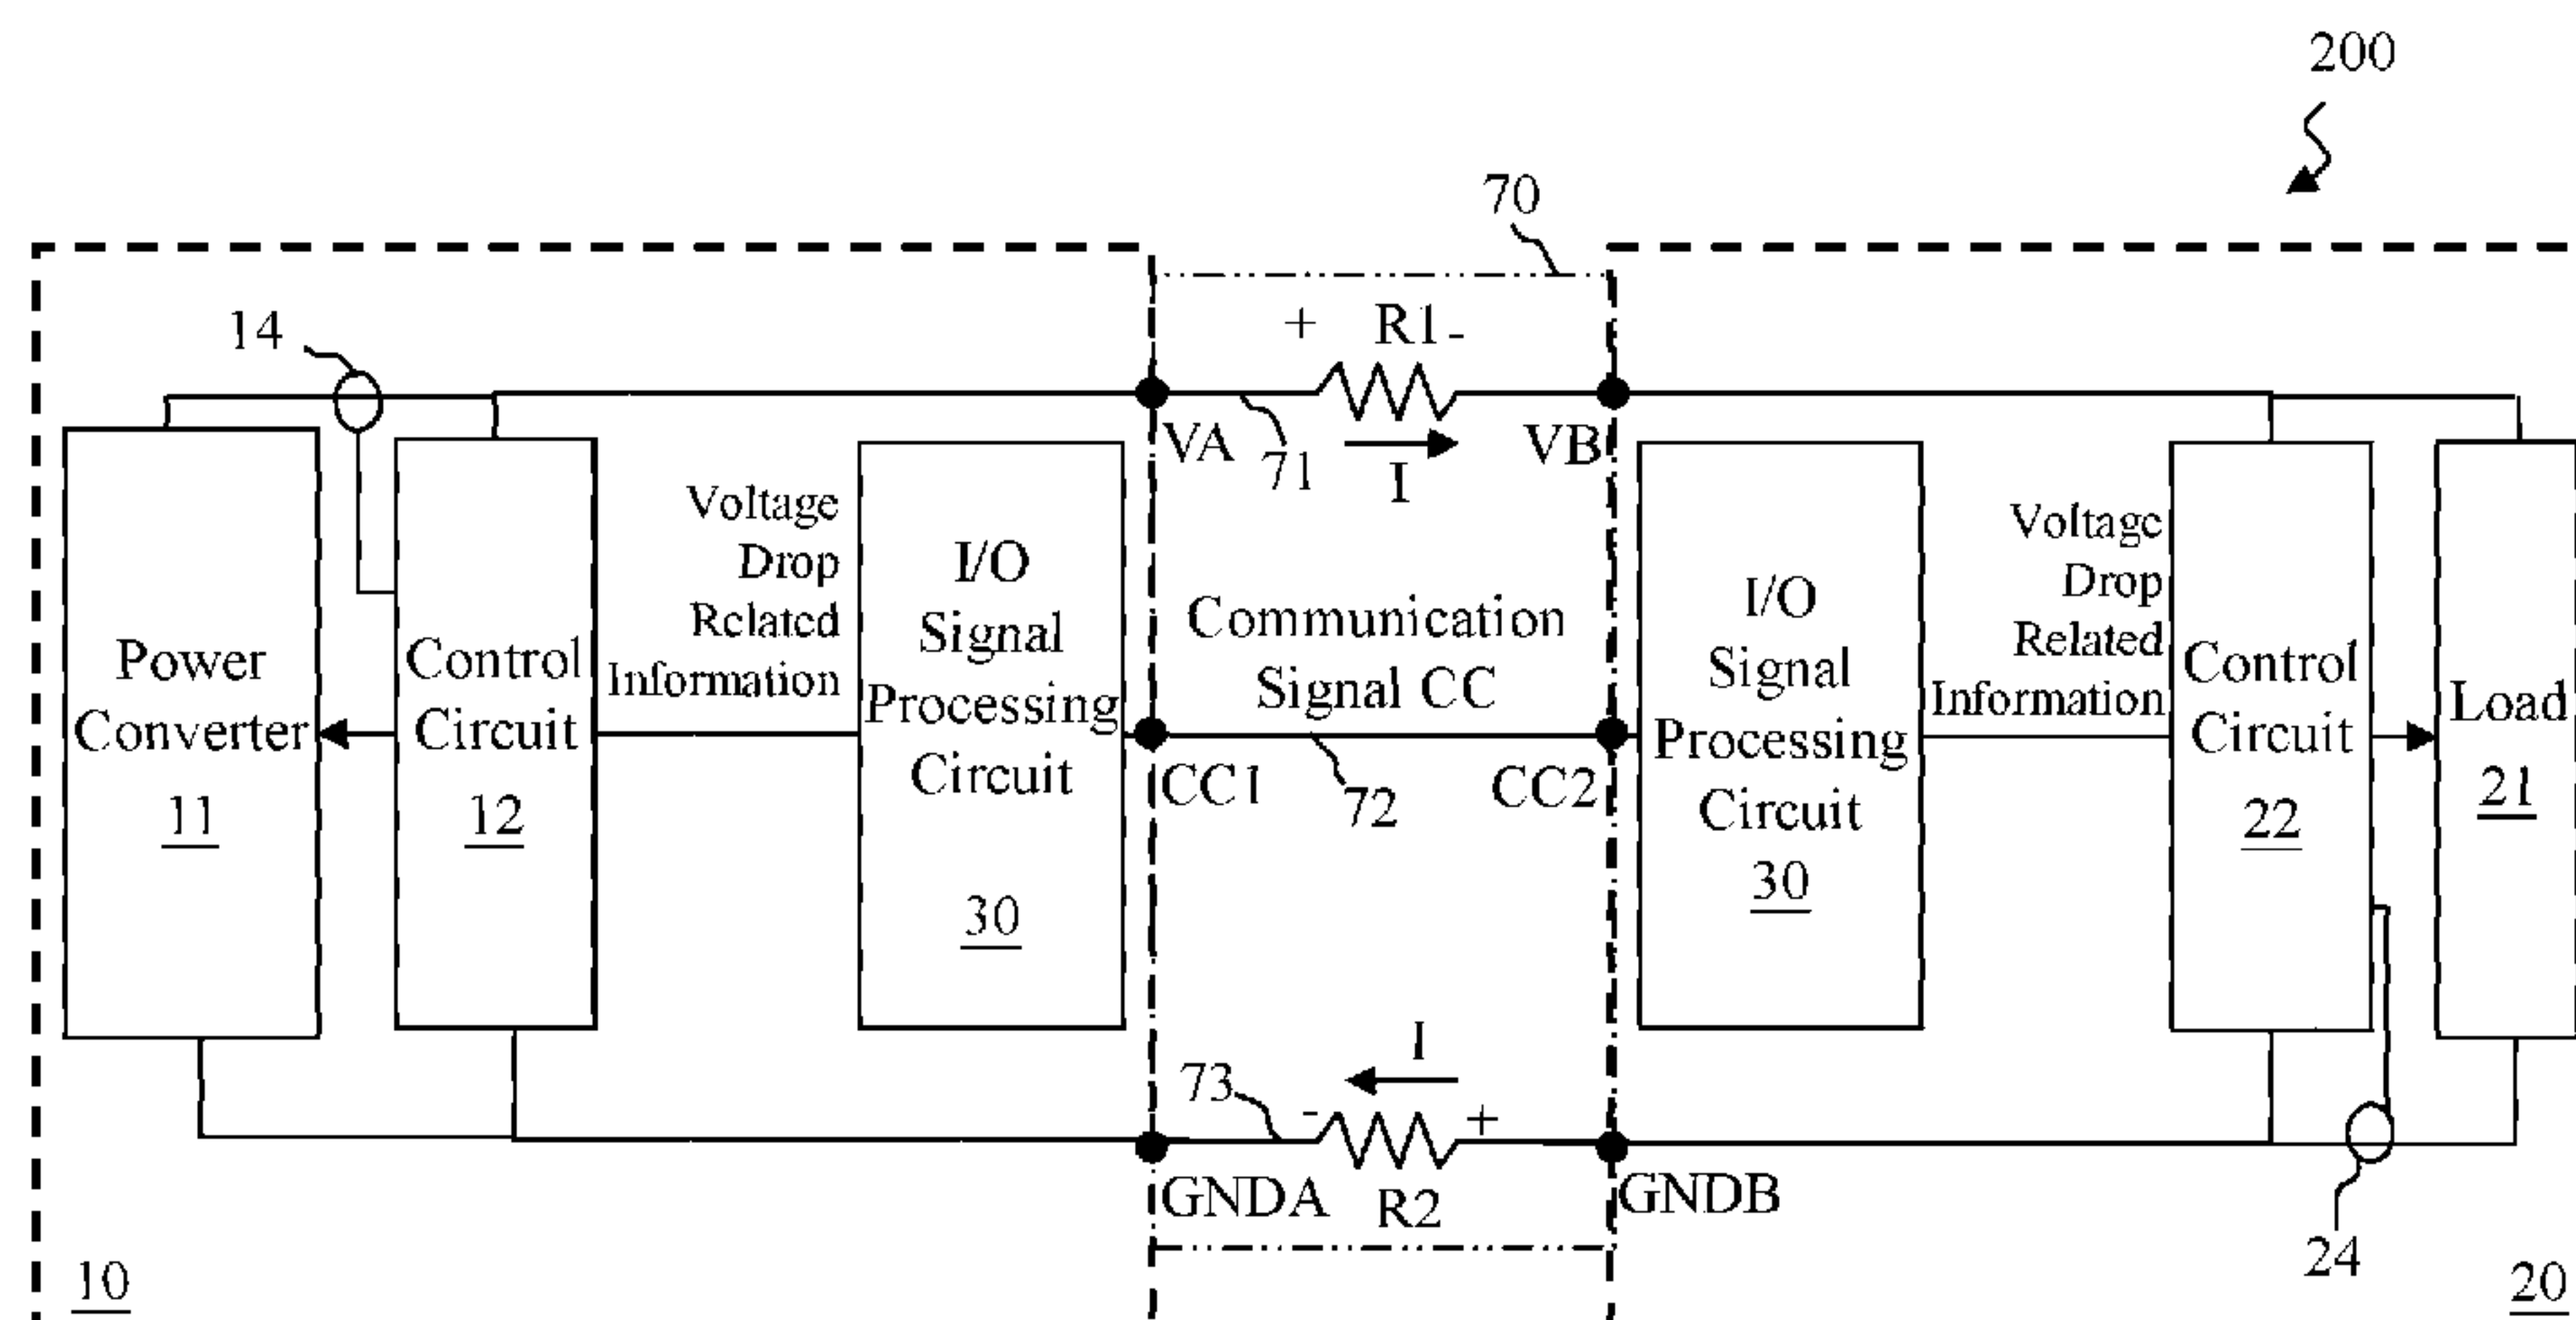 200
70
14
+ R1 -
VA
71
I
VB
Power
Converter
11
Control
Circuit
12
Voltage
Drop
Related
Information
I/O
Signal
Processing
Circuit
30
Communication
Signal CC
CC1
72
CC2
I/O
Signal
Processing
Circuit
30
Voltage
Drop
Related
Information
Control
Circuit
22
Load
21
I
73
- +
GNDA
R2
GNDB
24
10
20